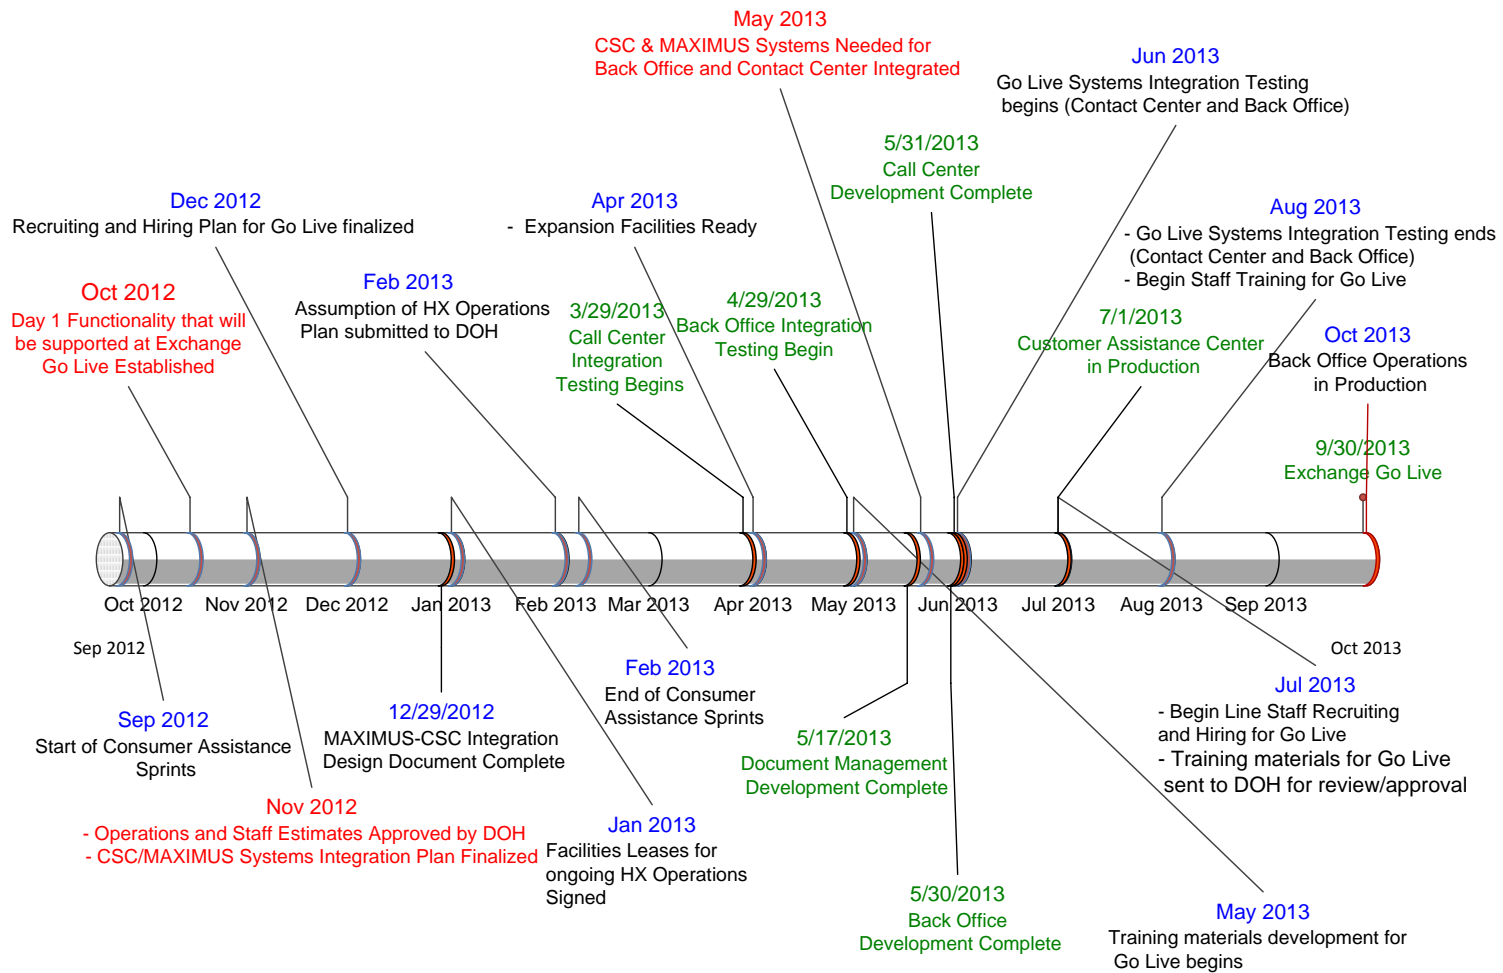 May 2013
CSC & MAXIMUS Systems Needed for
Back Office and Contact Center Integrated
Jun 2013
Go Live Systems Integration Testing
begins (Contact Center and Back Office)
5/31/2013
Call Center
Development Complete
Dec 2012
Recruiting and Hiring Plan for Go Live finalized
Apr 2013
- Expansion Facilities Ready
Aug 2013
- Go Live Systems Integration Testing ends
(Contact Center and Back Office)
- Begin Staff Training for Go Live
Oct 2012
Day 1 Functionality that will
be supported at Exchange
Go Live Established
Feb 2013
Assumption of HX Operations
Plan submitted to DOH
3/29/2013
Call Center
Integration
Testing Begins
4/29/2013
Back Office Integration
Testing Begin
7/1/2013
Customer Assistance Center
in Production
Oct 2013
Back Office Operations
in Production
9/30/2013
Exchange Go Live
Oct 2012 Nov 2012 Dec 2012 Jan 2013 Feb 2013 Mar 2013 Apr 2013 May 2013 Jun 2013 Jul 2013 Aug 2013 Sep 2013
Sep 2012
Oct 2013
Sep 2012
Start of Consumer Assistance
Sprints
12/29/2012
MAXIMUS-CSC Integration
Design Document Complete
Feb 2013
End of Consumer
Assistance Sprints
5/17/2013
Document Management
Development Complete
Jul 2013
- Begin Line Staff Recruiting
and Hiring for Go Live
- Training materials for Go Live
sent to DOH for review/approval
Nov 2012
- Operations and Staff Estimates Approved by DOH
- CSC/MAXIMUS Systems Integration Plan Finalized
Jan 2013
Facilities Leases for
ongoing HX Operations
Signed
5/30/2013
Back Office
Development Complete
May 2013
Training materials development for
Go Live begins